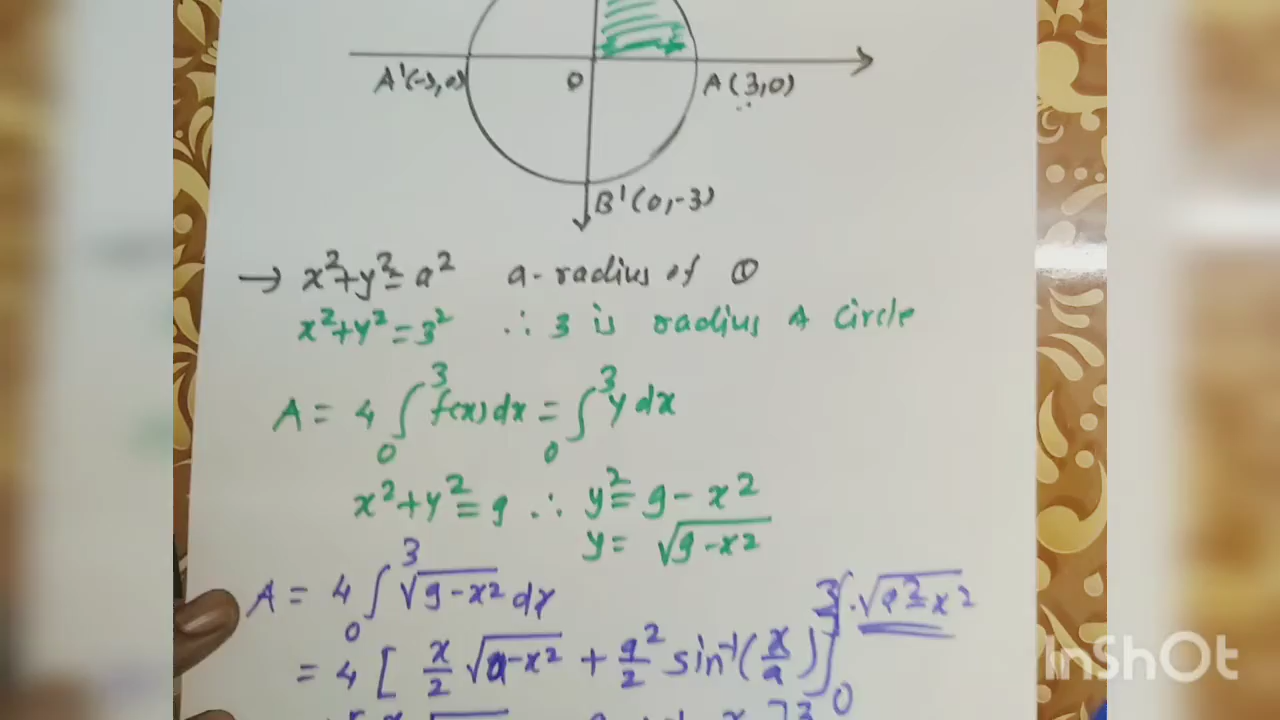 A'(-3,0) O A(3,0)
B'(0,-3)
→ x²+y²=a² a- radius of ①
x²+y²=3² ∴ 3 is radius of circle
A = 4 ∫₀³ f(x)dx = ∫₀³ y dx
x²+y²=9 ∴ y²=9-x²
y= √9-x²
A = 4 ∫₀³ √9-x² dx ∫.√a²-x²
= 4 [ x/2 √a-x² + a²/2 sin⁻¹(x/a) ]₀³
InShOt